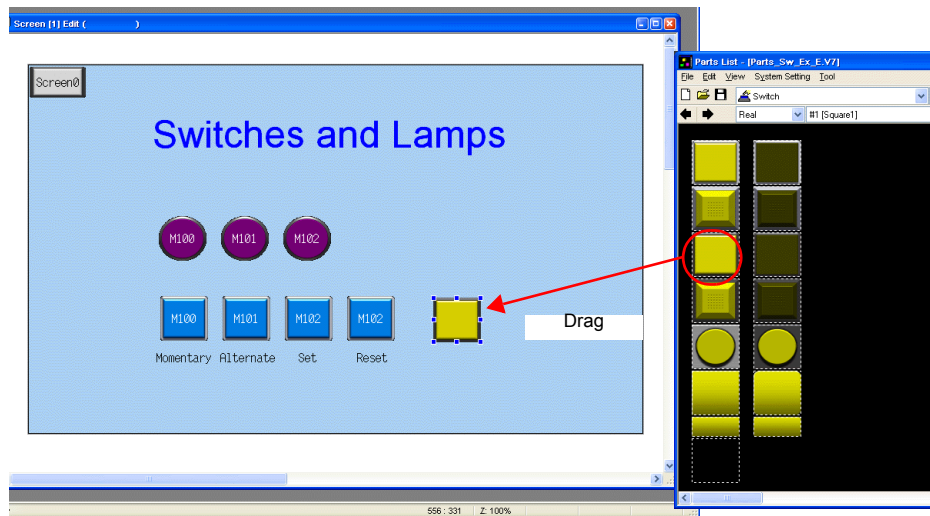 Screen [1] Edit ( )
Screen0
Switches and Lamps
M100 M101 M102
M100 M101 M102 M102
Momentary Alternate Set Reset
Drag
556 : 331 Z: 100%
Parts List - [Parts_Sw_Ex_E.V7]
File Edit View System Setting Tool
Switch
Real #1 [Square1]